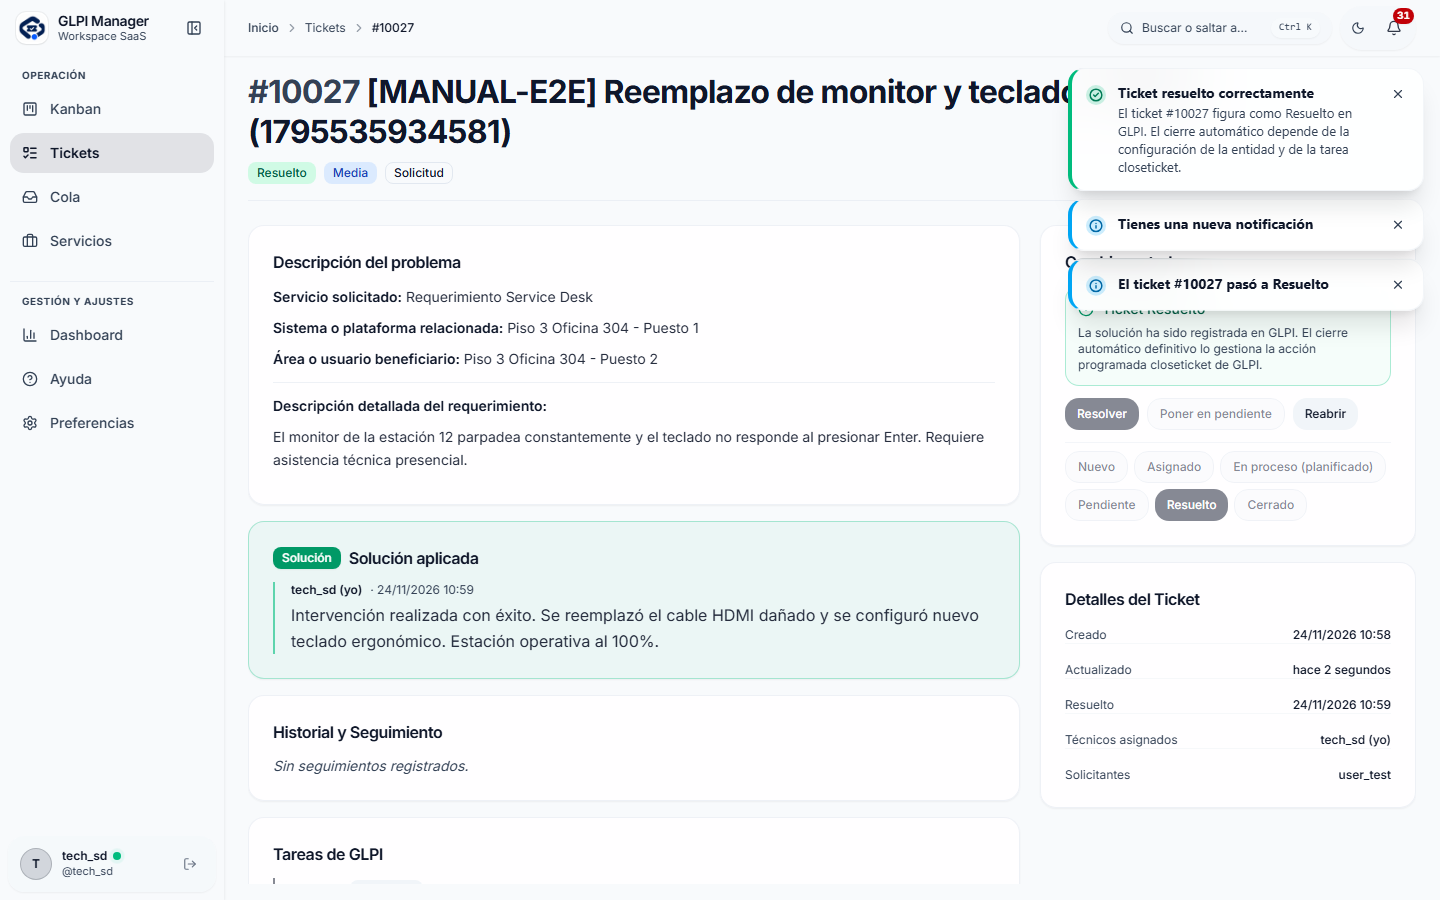 GLPI Manager
Workspace SaaS
OPERACIÓN
Kanban
Tickets
Cola
Servicios
GESTIÓN Y AJUSTES
Dashboard
Ayuda
Preferencias
T
tech_sd
@tech_sd
Inicio
Tickets
#10027
Buscar o saltar a...
Ctrl K
31
#10027 [MANUAL-E2E] Reemplazo de monitor y teclado
(1795535934581)
Resuelto
Media
Solicitud
Ticket resuelto correctamente
El ticket #10027 figura como Resuelto en
GLPI. El cierre automático depende de la
configuración de la entidad y de la tarea
closeticket.
Tienes una nueva notificación
El ticket #10027 pasó a Resuelto
Descripción del problema
Servicio solicitado: Requerimiento Service Desk
Sistema o plataforma relacionada: Piso 3 Oficina 304 - Puesto 1
Área o usuario beneficiario: Piso 3 Oficina 304 - Puesto 2
Descripción detallada del requerimiento:
El monitor de la estación 12 parpadea constantemente y el teclado no responde al presionar Enter. Requiere
asistencia técnica presencial.
Solución
Solución aplicada
tech_sd (yo) · 24/11/2026 10:59
Intervención realizada con éxito. Se reemplazó el cable HDMI dañado y se configuró nuevo
teclado ergonómico. Estación operativa al 100%.
Historial y Seguimiento
Sin seguimientos registrados.
Tareas de GLPI
Ticket Resuelto
La solución ha sido registrada en GLPI. El cierre
automático definitivo lo gestiona la acción
programada closeticket de GLPI.
Resolver
Poner en pendiente
Reabrir
Nuevo
Asignado
En proceso (planificado)
Pendiente
Resuelto
Cerrado
Detalles del Ticket
Creado 24/11/2026 10:58
Actualizado hace 2 segundos
Resuelto 24/11/2026 10:59
Técnicos asignados tech_sd (yo)
Solicitantes user_test